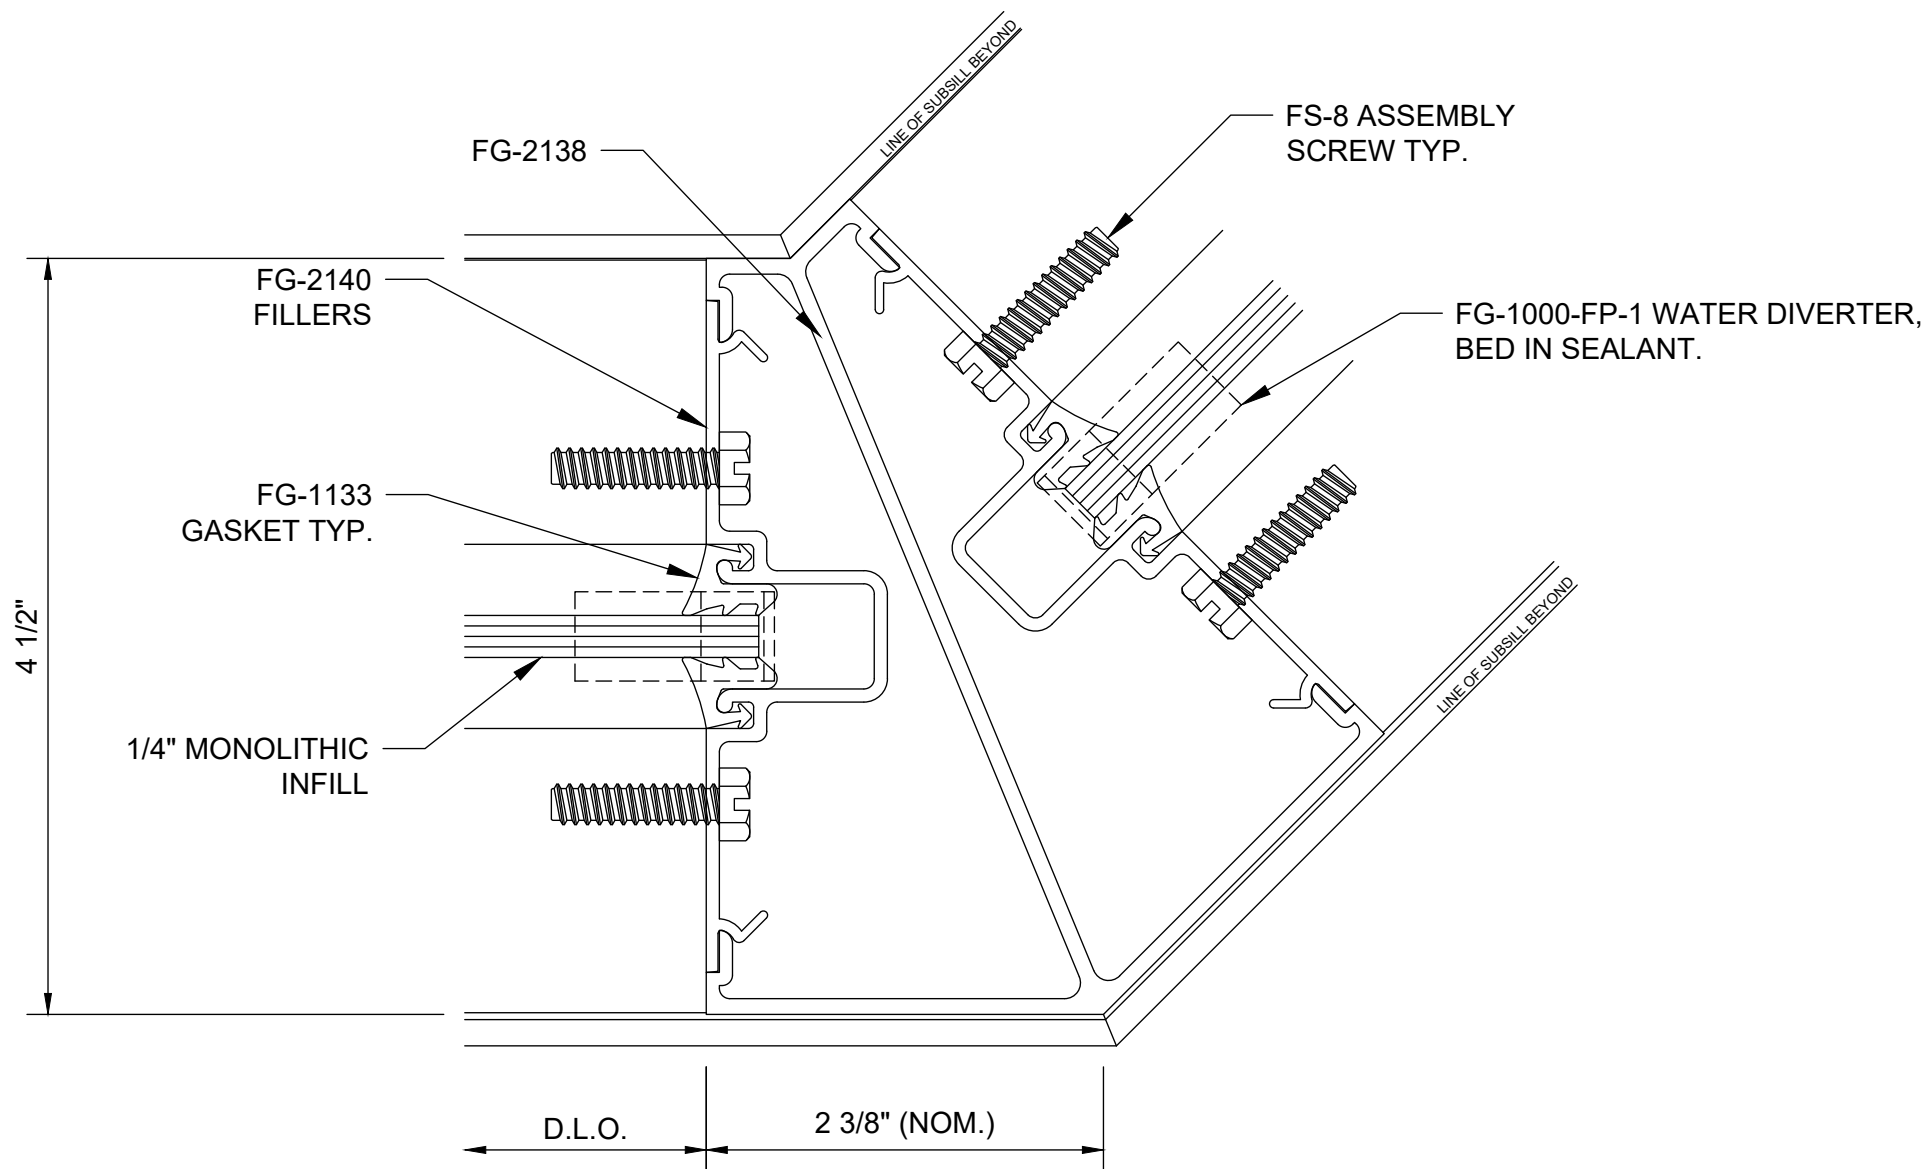 LINE OF SUBSILL BEYOND
FS-8 ASSEMBLY
SCREW TYP.
FG-2138
FG-2140
FILLERS
FG-1000-FP-1 WATER DIVERTER,
BED IN SEALANT.
FG-1133
GASKET TYP.
4 1/2"
LINE OF SUBSILL BEYOND
1/4" MONOLITHIC
INFILL
D.L.O.
2 3/8" (NOM.)